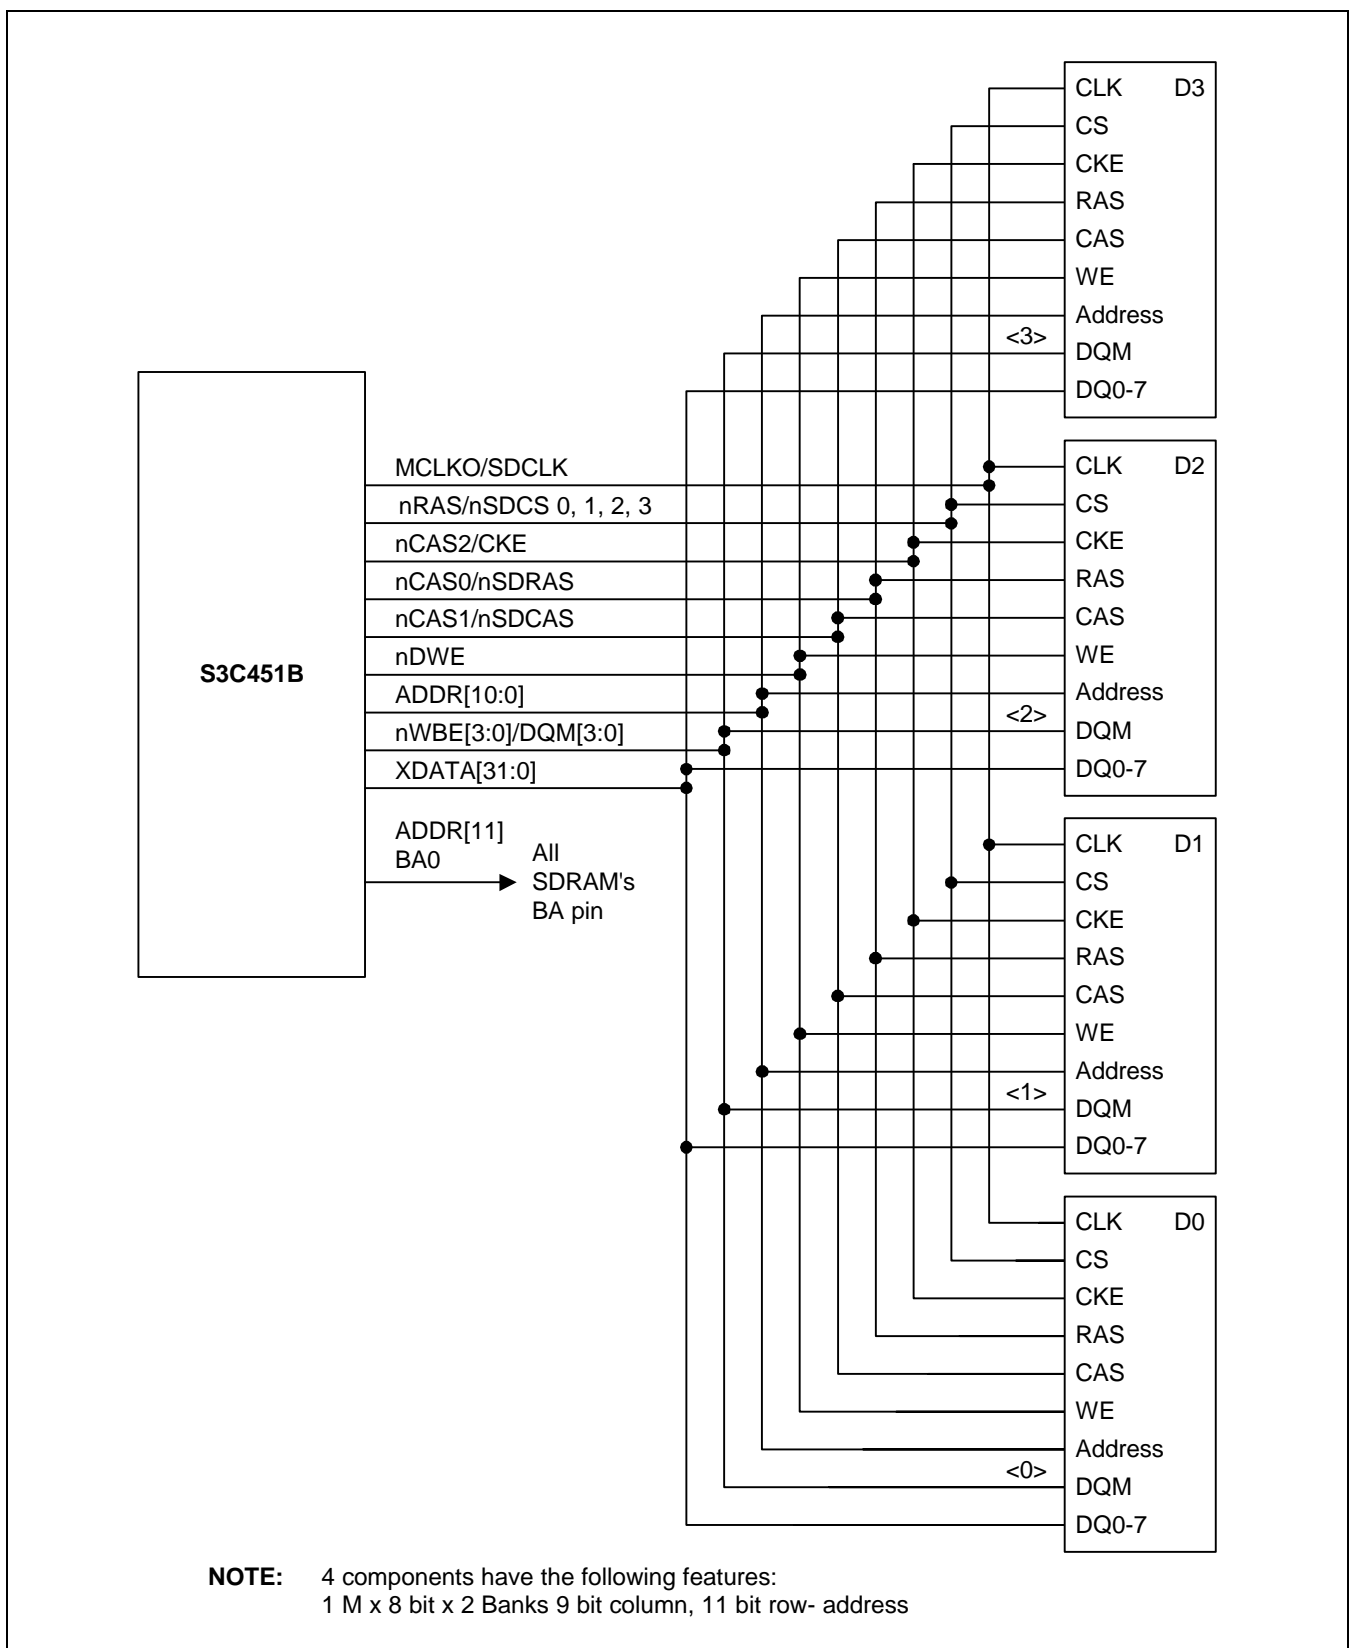 CLK D3
CS
CKE
RAS
CAS
WE
Address
<3>
DQM
DQ0-7
S3C451B
MCLKO/SDCLK
nRAS/nSDCS 0, 1, 2, 3
nCAS2/CKE
nCAS0/nSDRAS
nCAS1/nSDCAS
nDWE
ADDR[10:0]
nWBE[3:0]/DQM[3:0]
XDATA[31:0]
ADDR[11]
BA0
All
SDRAM's
BA pin
CLK D2
CS
CKE
RAS
CAS
WE
Address
<2>
DQM
DQ0-7
CLK D1
CS
CKE
RAS
CAS
WE
Address
<1>
DQM
DQ0-7
CLK D0
CS
CKE
RAS
CAS
WE
Address
<0>
DQM
DQ0-7
NOTE: 4 components have the following features:
1 M x 8 bit x 2 Banks 9 bit column, 11 bit row- address